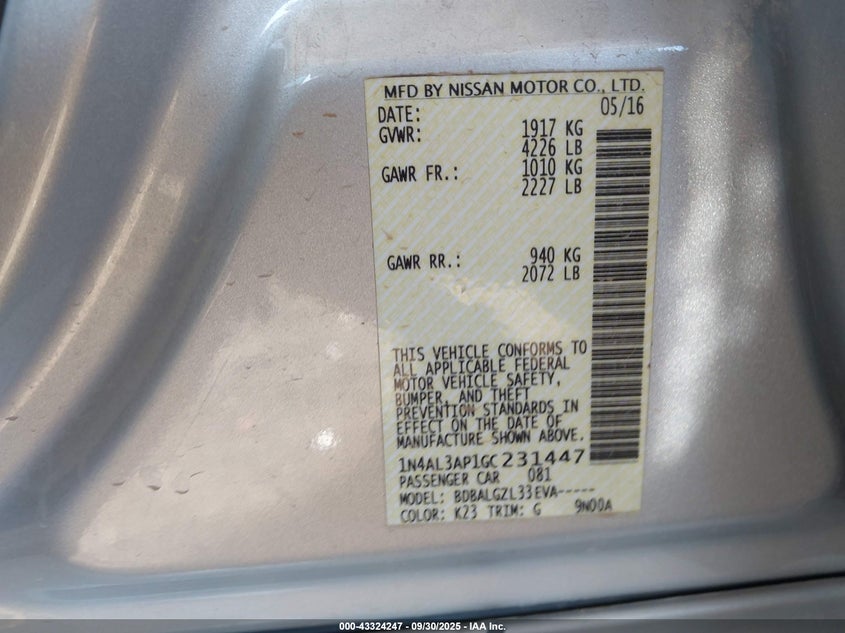 MFD BY NISSAN MOTOR CO., LTD.
DATE: 05/16
GVWR: 1917 KG
4226 LB
GAWR FR.: 1010 KG
2227 LB
GAWR RR.: 940 KG
2072 LB
THIS VEHICLE CONFORMS TO
ALL APPLICABLE FEDERAL
MOTOR VEHICLE SAFETY,
BUMPER, AND THEFT
PREVENTION STANDARDS IN
EFFECT ON THE DATE OF
MANUFACTURE SHOWN ABOVE.
1N4AL3AP1GC231447
PASSENGER CAR 081
MODEL: BDBALGZL33EVA-----
COLOR: K23 TRIM: G 9N00A
000-43324247 - 09/30/2025 - IAA Inc.